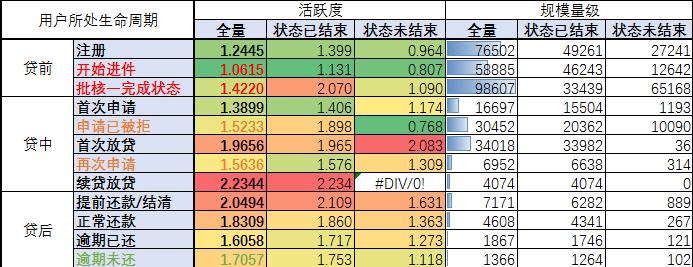 用户所处生命周期 活跃度 规模量级
全量 状态已结束 状态未结束 全量 状态已结束 状态未结束
贷前 注册 1.2445 1.399 0.964 76502 49261 27241
开始进件 1.0615 1.131 0.807 58885 46243 12642
批核一完成状态 1.4220 2.070 1.090 98607 33439 65168
贷中 首次申请 1.3899 1.406 1.174 16697 15504 1193
申请已被拒 1.5233 1.898 0.768 30452 20362 10090
首次放贷 1.9656 1.965 2.083 34018 33982 36
再次申请 1.5636 1.576 1.309 6952 6638 314
续贷放贷 2.2344 2.234 #DIV/0! 4074 4074 0
贷后 提前还款/结清 2.0494 2.109 1.631 7171 6282 889
正常还款 1.8309 1.860 1.363 4608 4341 267
逾期已还 1.6058 1.717 1.273 1867 1746 121
逾期未还 1.7057 1.753 1.118 1366 1264 102